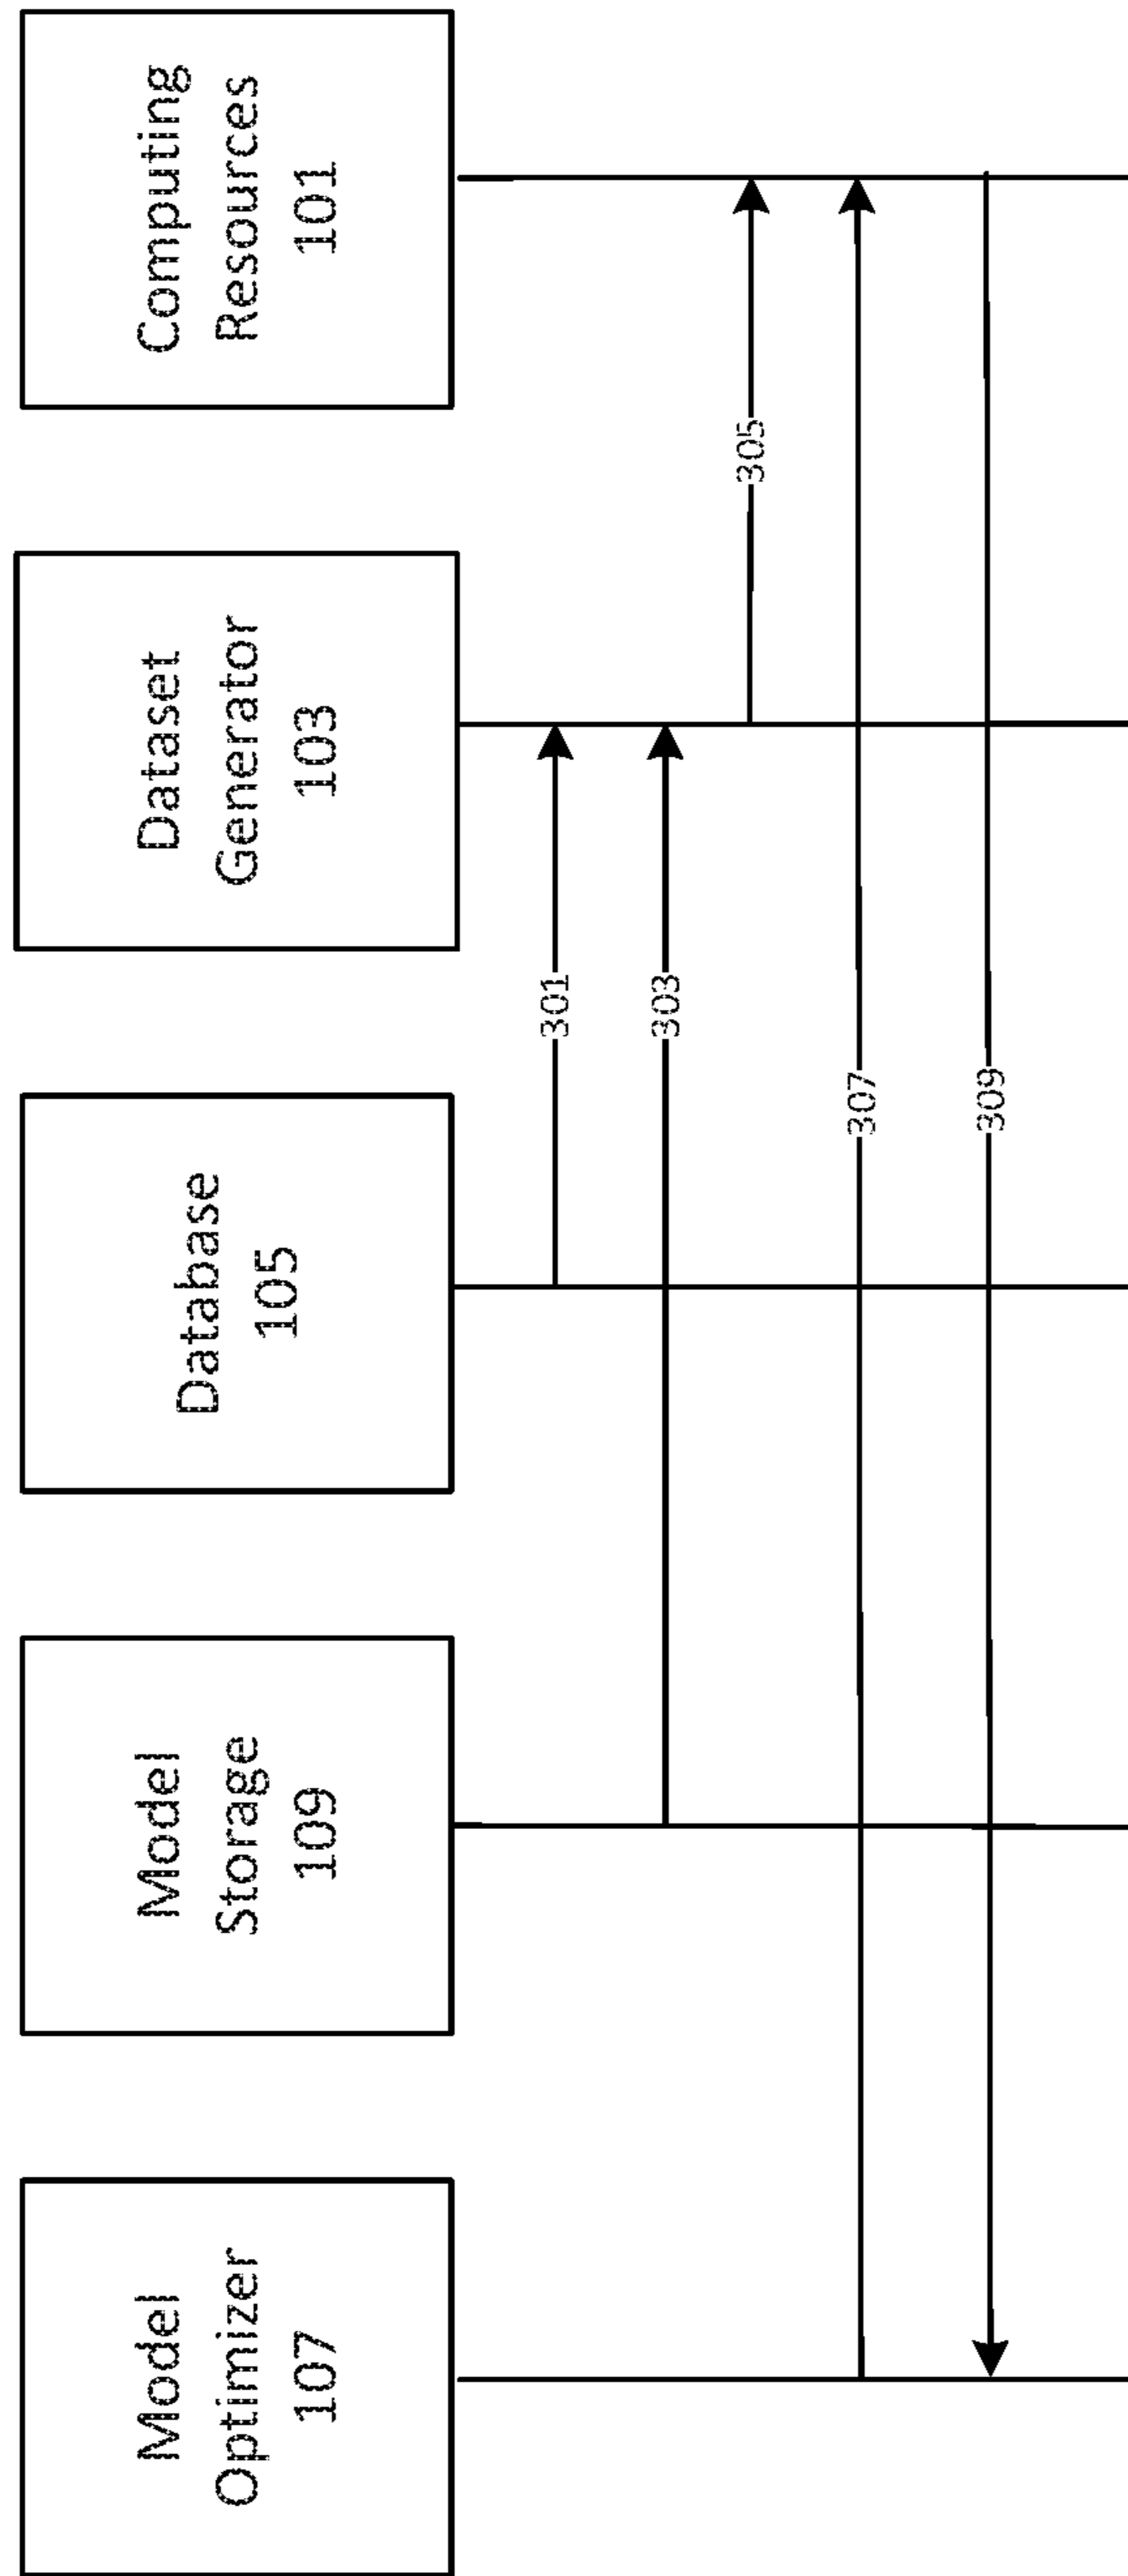 Model
Optimizer
107
Model
Storage
109
Database
105
Dataset
Generator
103
Computing
Resources
101
301
303
305
307
309